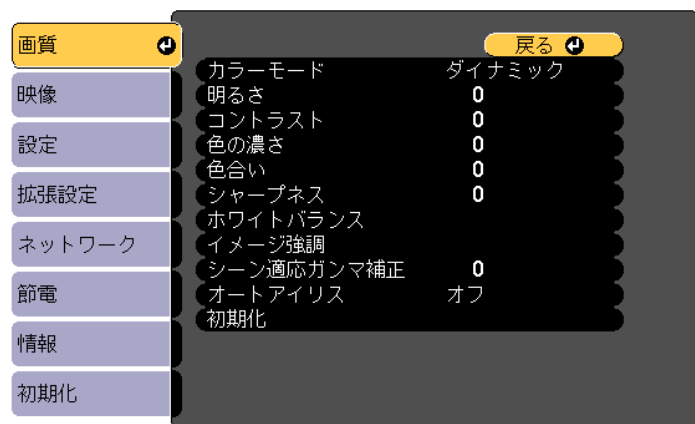 画質
映像
設定
拡張設定
ネットワーク
節電
情報
初期化
戻る
カラーモード ダイナミック
明るさ 0
コントラスト 0
色の濃さ 0
色合い 0
シャープネス 0
ホワイトバランス
イメージ強調
シーン適応ガンマ補正 0
オートアイリス オフ
初期化